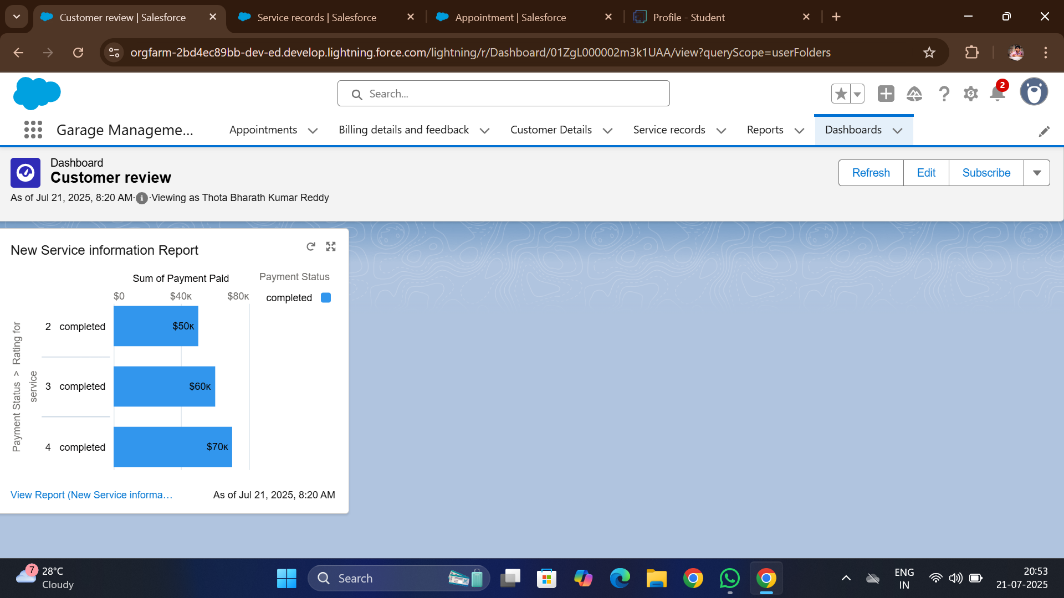 Customer review | Salesforce
Service records | Salesforce
Appointment | Salesforce
Profile - Student
orgfarm-2bd4ec89bb-dev-ed.develop.lightning.force.com/lightning/r/Dashboard/01ZgL000002m3k1UAA/view?queryScope=userFolders
Search...
2
Garage Manageme...
Appointments
Billing details and feedback
Customer Details
Service records
Reports
Dashboards
Dashboard
Customer review
As of Jul 21, 2025, 8:20 AM·Viewing as Thota Bharath Kumar Reddy
Refresh
Edit
Subscribe
New Service information Report
Sum of Payment Paid
Payment Status
$0 $40K $80K
completed
Payment Status > Rating for service
2 completed $50K
3 completed $60K
4 completed $70K
View Report (New Service informa...
As of Jul 21, 2025, 8:20 AM
7
28°C
Cloudy
Search
ENG
IN
20:53
21-07-2025